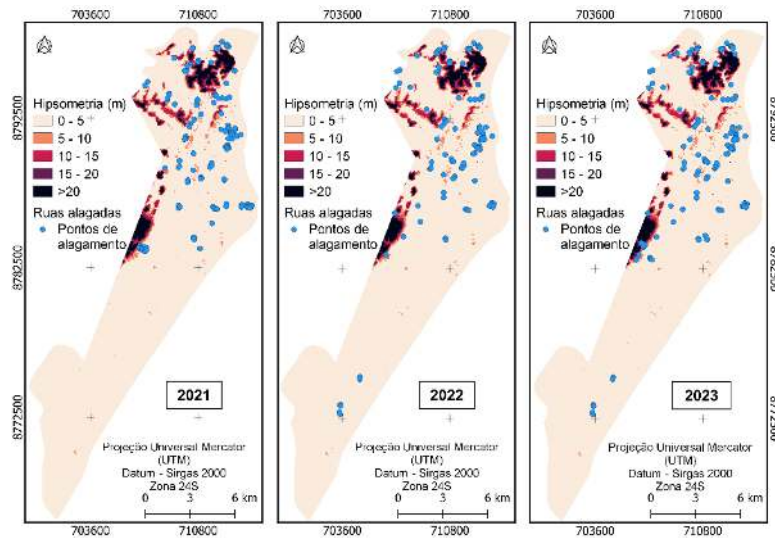 703600 710800 703600 710800 703600 710800
8792500
8782500
8772500
Hipsometria (m)
0 - 5
5 - 10
10 - 15
15 - 20
>20
Ruas alagadas
Pontos de
alagamento
2021
Projeção Universal Mercator
(UTM)
Datum - Sirgas 2000
Zona 24S
0 3 6 km
Hipsometria (m)
0 - 5
5 - 10
10 - 15
15 - 20
>20
Ruas alagadas
Pontos de
alagamento
2022
Projeção Universal Mercator
(UTM)
Datum - Sirgas 2000
Zona 24S
0 3 6 km
Hipsometria (m)
0 - 5
5 - 10
10 - 15
15 - 20
>20
Ruas alagadas
Pontos de
alagamento
2023
Projeção Universal Mercator
(UTM)
Datum - Sirgas 2000
Zona 24S
0 3 6 km
8792500
8782500
8772500
703600 710800 703600 710800 703600 710800